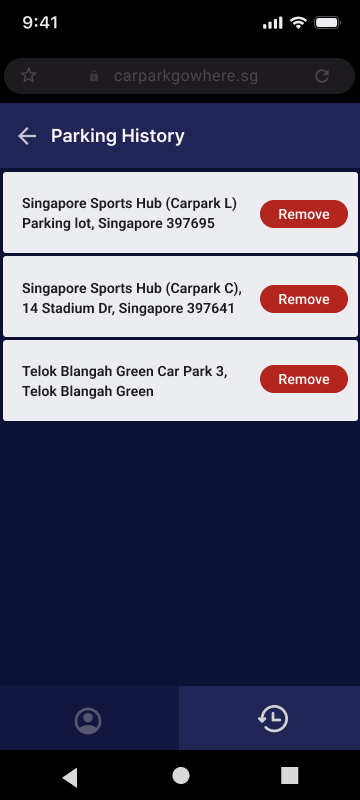 9:41
carparkgowhere.sg
Parking History
Singapore Sports Hub (Carpark L)
Parking lot, Singapore 397695
Remove
Singapore Sports Hub (Carpark C),
14 Stadium Dr, Singapore 397641
Remove
Telok Blangah Green Car Park 3,
Telok Blangah Green
Remove